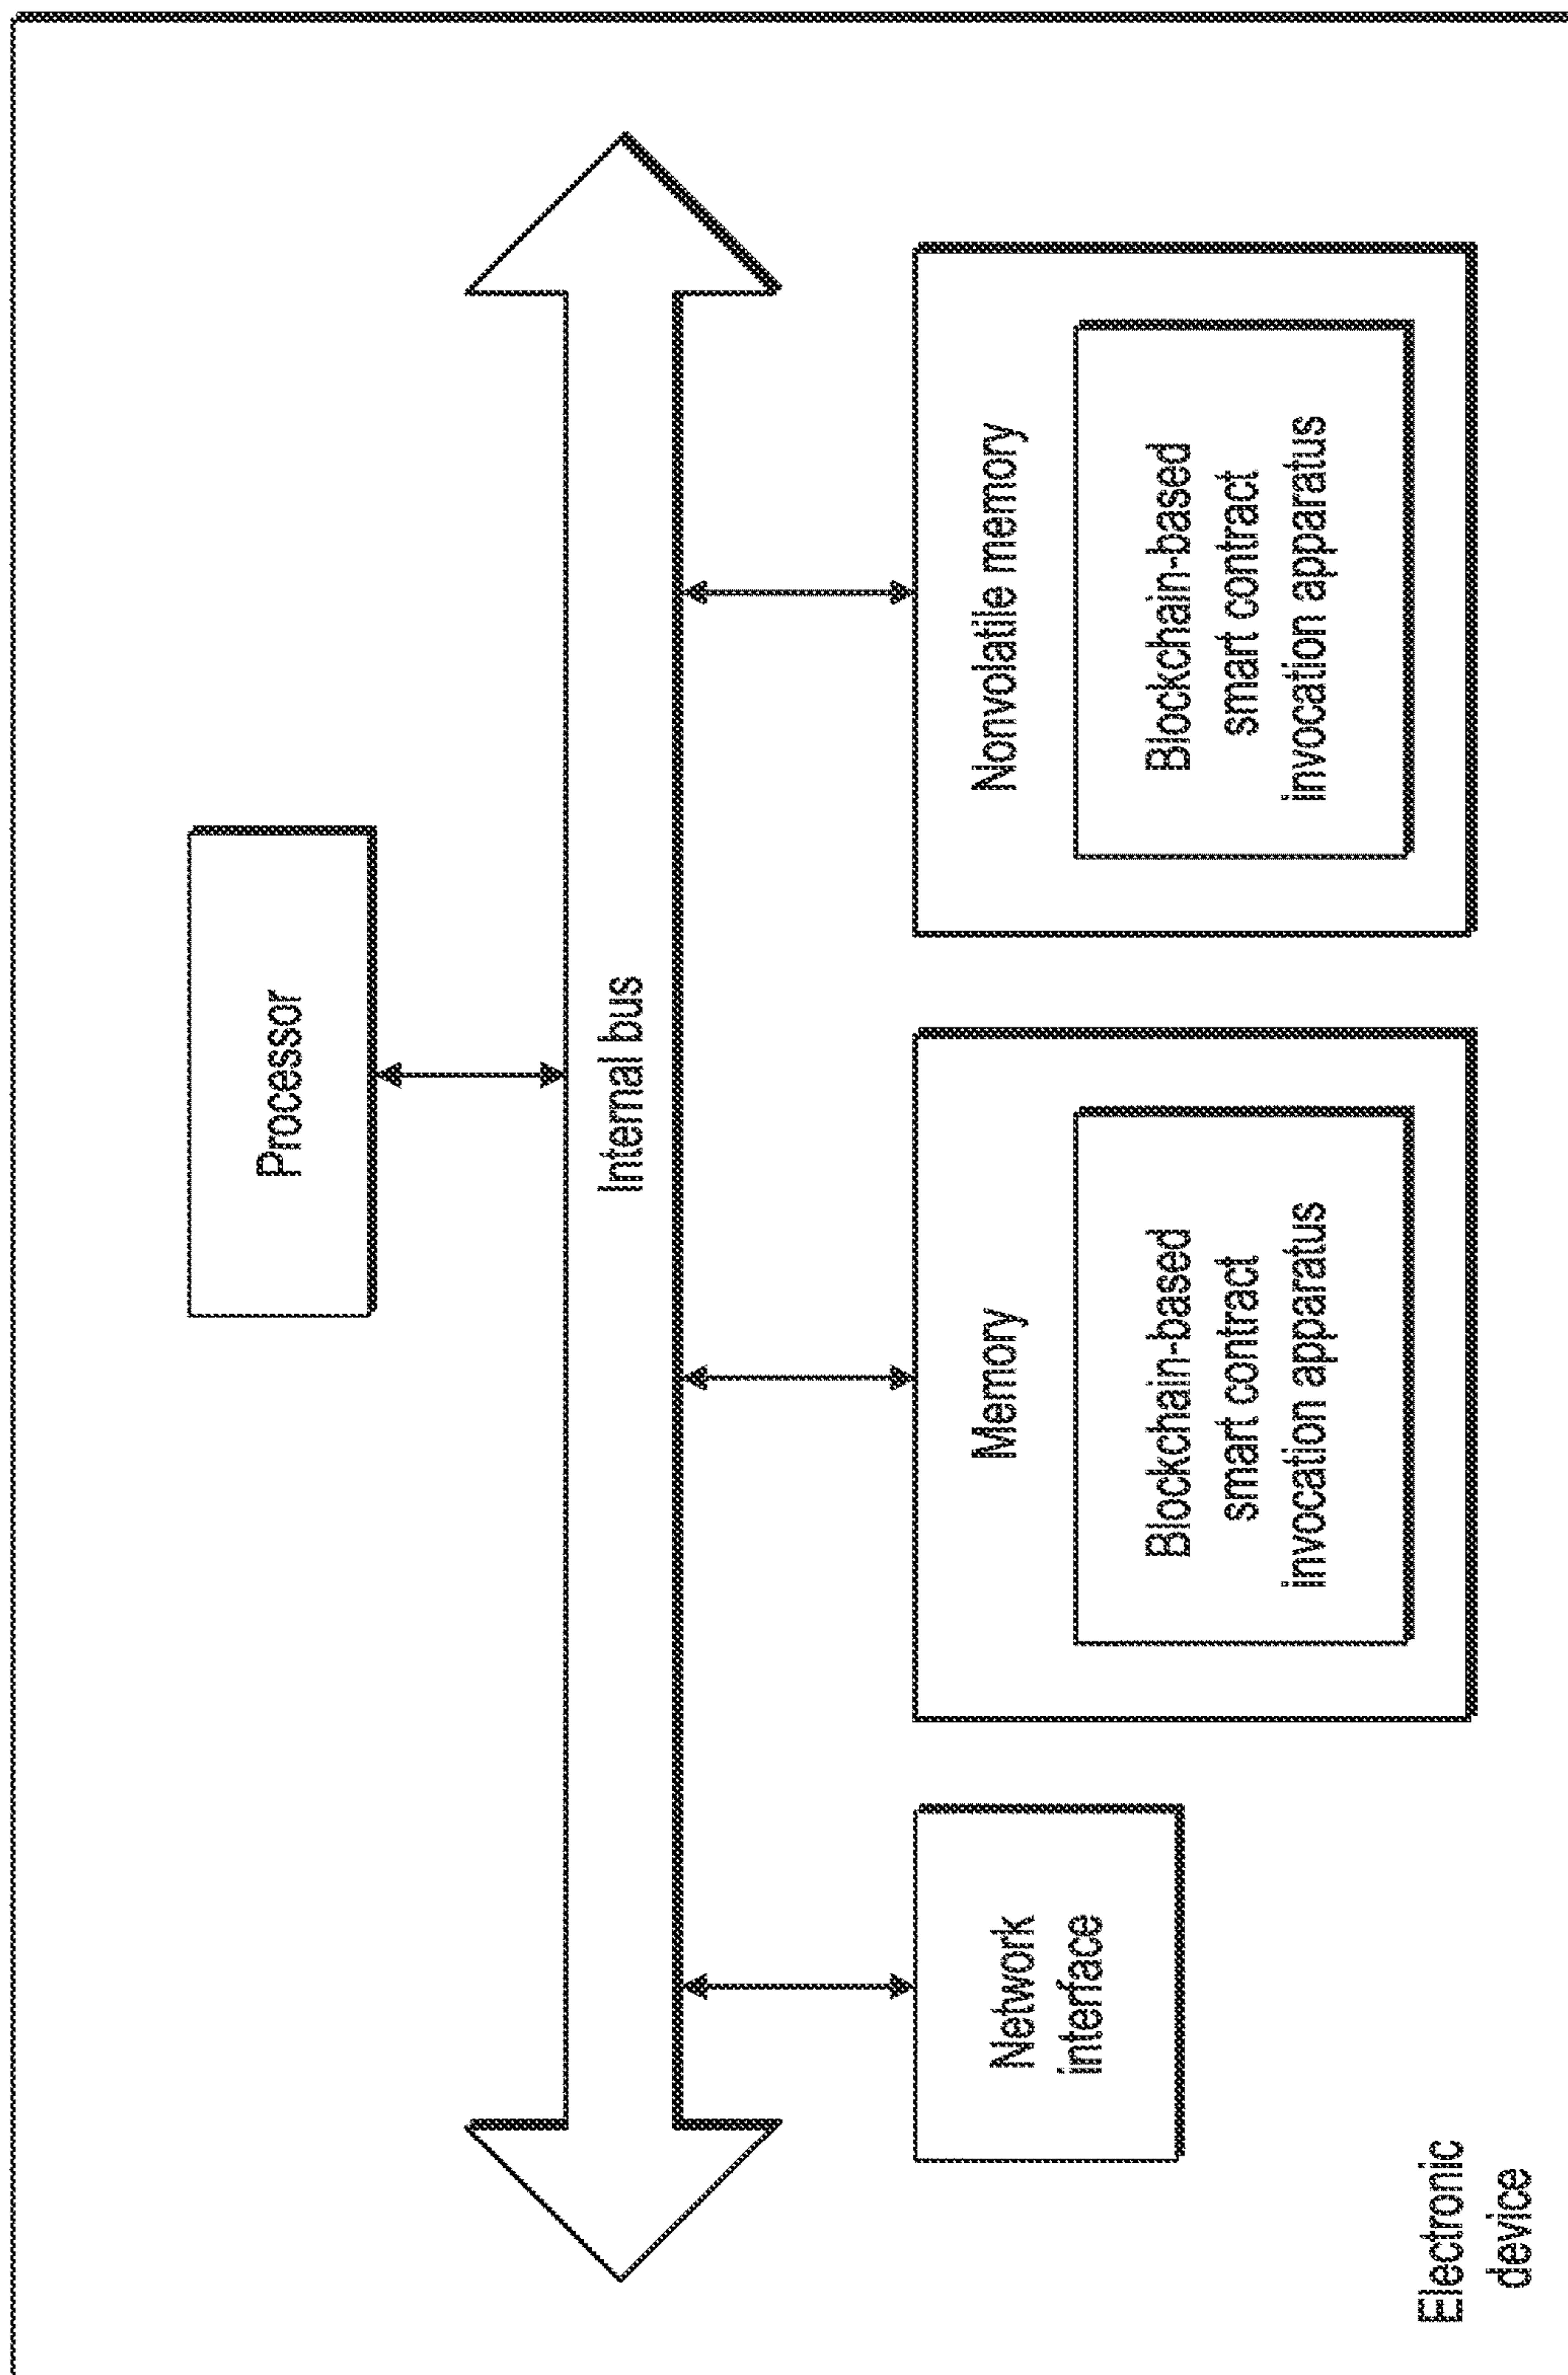 Processor
Internal bus
Network
interface
Memory
Blockchain-based
smart contract
invocation apparatus
Nonvolatile memory
Blockchain-based
smart contract
invocation apparatus
Electronic
device